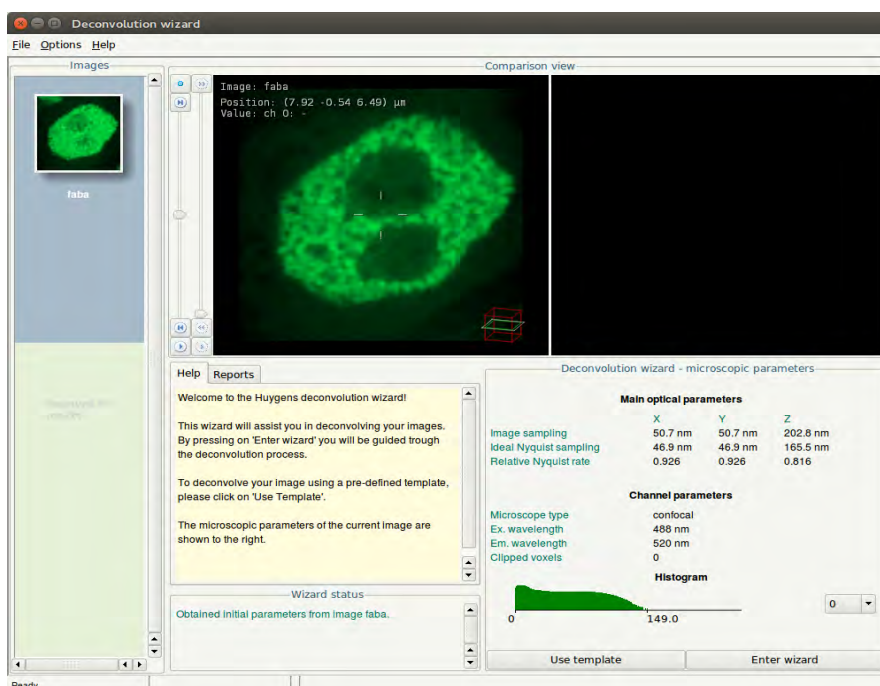 Deconvolution wizard
File Options Help
Images
Comparison view
Image: faba
Position: (7.92 -0.54 6.49) µm
Value: ch 0: -
faba
Help Reports
Welcome to the Huygens deconvolution wizard!
This wizard will assist you in deconvolving your images.
By pressing on 'Enter wizard' you will be guided trough
the deconvolution process.
To deconvolve your image using a pre-defined template,
please click on 'Use Template'.
The microscopic parameters of the current image are
shown to the right.
Wizard status
Obtained initial parameters from image faba.
Deconvolution wizard - microscopic parameters
Main optical parameters
X Y Z
Image sampling 50.7 nm 50.7 nm 202.8 nm
Ideal Nyquist sampling 46.9 nm 46.9 nm 165.5 nm
Relative Nyquist rate 0.926 0.926 0.816
Channel parameters
Microscope type confocal
Ex. wavelength 488 nm
Em. wavelength 520 nm
Clipped voxels 0
Histogram
0 149.0
0
Use template Enter wizard
Ready